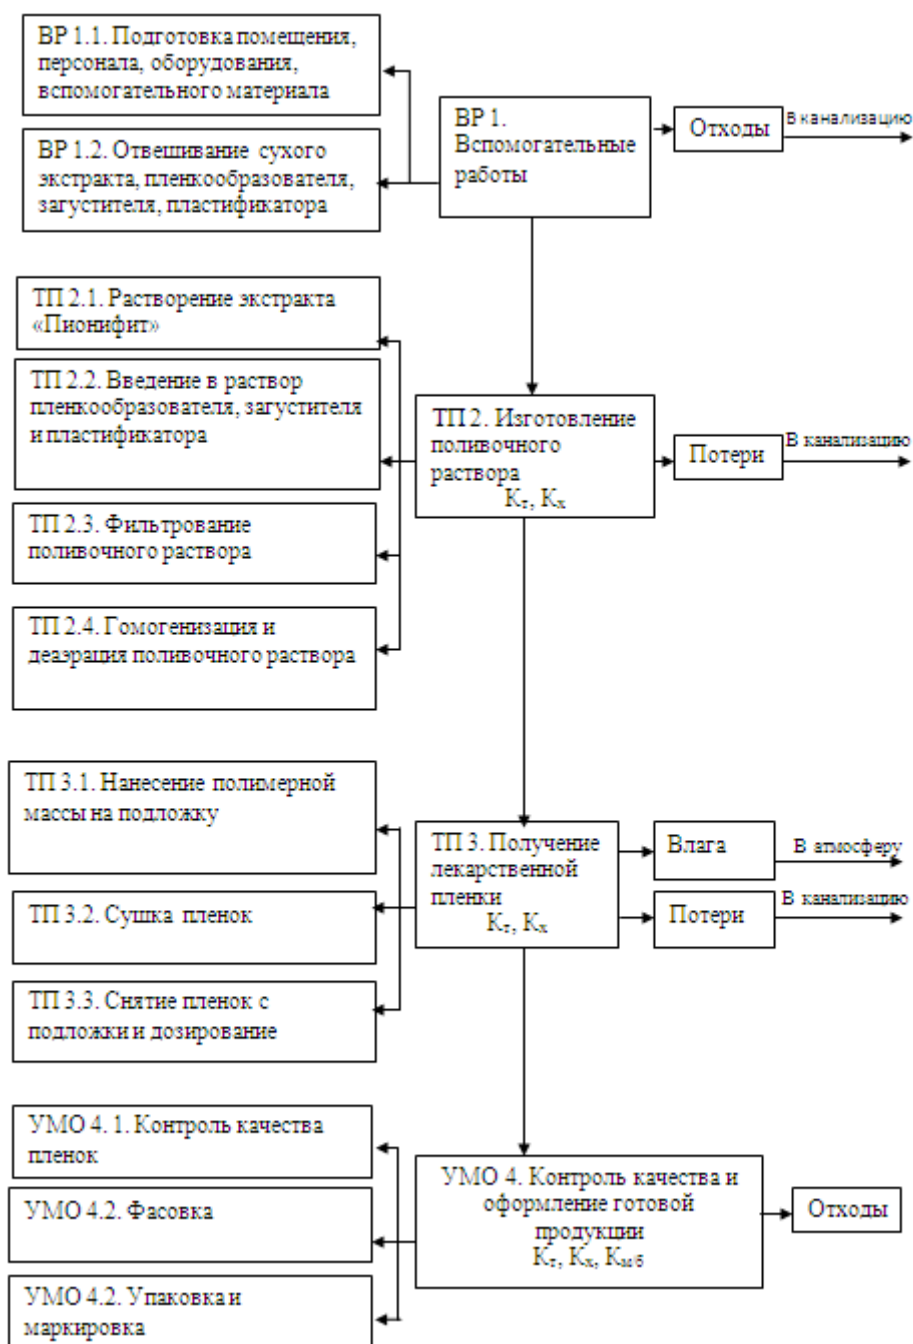 ВР 1.1. Подготовка помещения,
персонала, оборудования,
вспомогательного материала
ВР 1.2. Отвешивание сухого
экстракта, пленкообразователя,
загустителя, пластификатора
ВР 1.
Вспомогательные
работы
Отходы
В канализацию
ТП 2.1. Растворение экстракта
«Пионифит»
ТП 2.2. Введение в раствор
пленкообразователя, загустителя
и пластификатора
ТП 2.3. Фильтрование
поливочного раствора
ТП 2.4. Гомогенизация и
деаэрация поливочного раствора
ТП 2. Изготовление
поливочного
раствора
Кт, Кх
Потери
В канализацию
ТП 3.1. Нанесение полимерной
массы на подложку
ТП 3.2. Сушка пленок
ТП 3.3. Снятие пленок с
подложки и дозирование
ТП 3. Получение
лекарственной
пленки
Кт, Кх
Влага
В атмосферу
Потери
В канализацию
УМО 4. 1. Контроль качества
пленок
УМО 4.2. Фасовка
УМО 4.2. Упаковка и
маркировка
УМО 4. Контроль качества и
оформление готовой
продукции
Кт, Кх, Км/б
Отходы